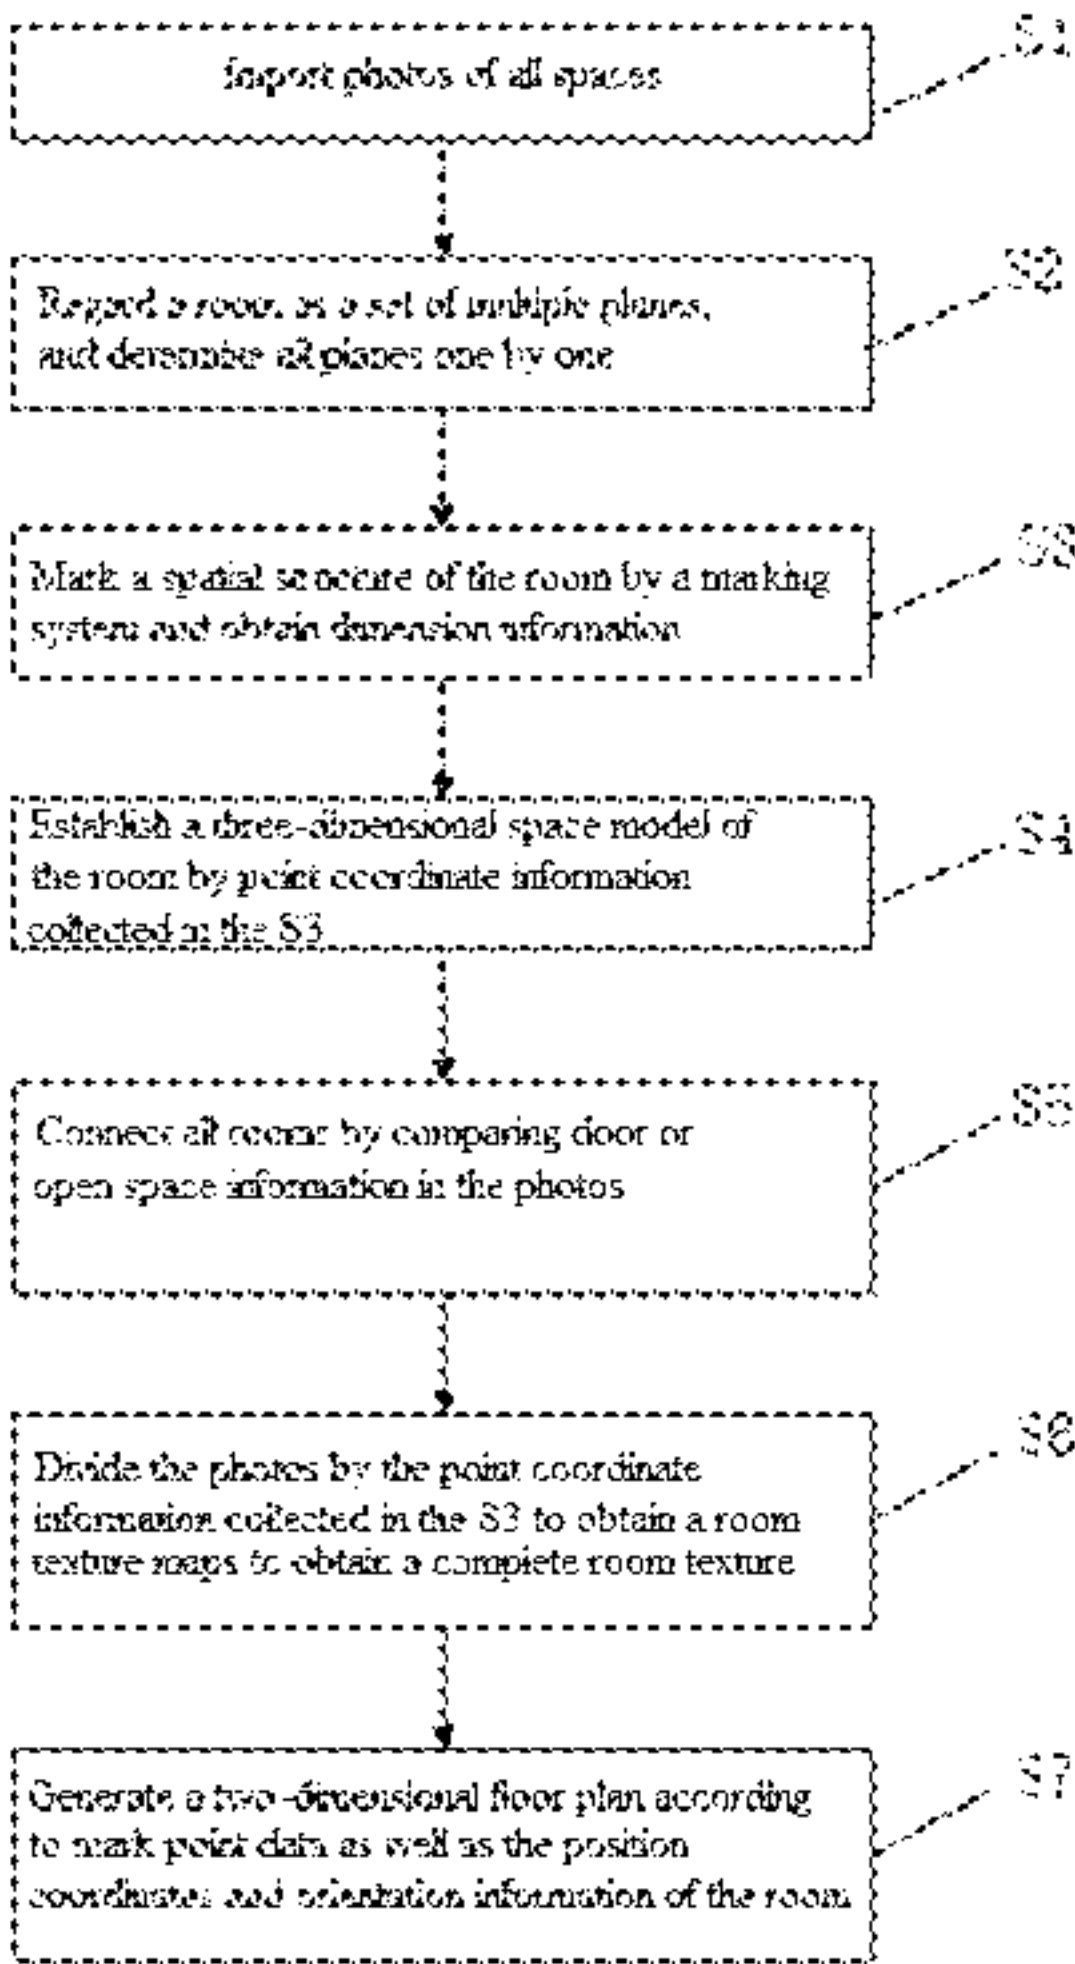 Import photos of all spaces
S1
Regard a room as a set of multiple planes,
and determine all planes one by one
S2
Mark a spatial structure of the room by a marking
system and obtain dimension information
S3
Establish a three-dimensional space model of
the room by point coordinate information
collected in the S3
S4
Connect all rooms by comparing door or
open space information in the photos
S5
Divide the photos by the point coordinate
information collected in the S3 to obtain a room
texture maps to obtain a complete room texture
S6
Generate a two-dimensional floor plan according
to mark point data as well as the position
coordinates and orientation information of the room
S7